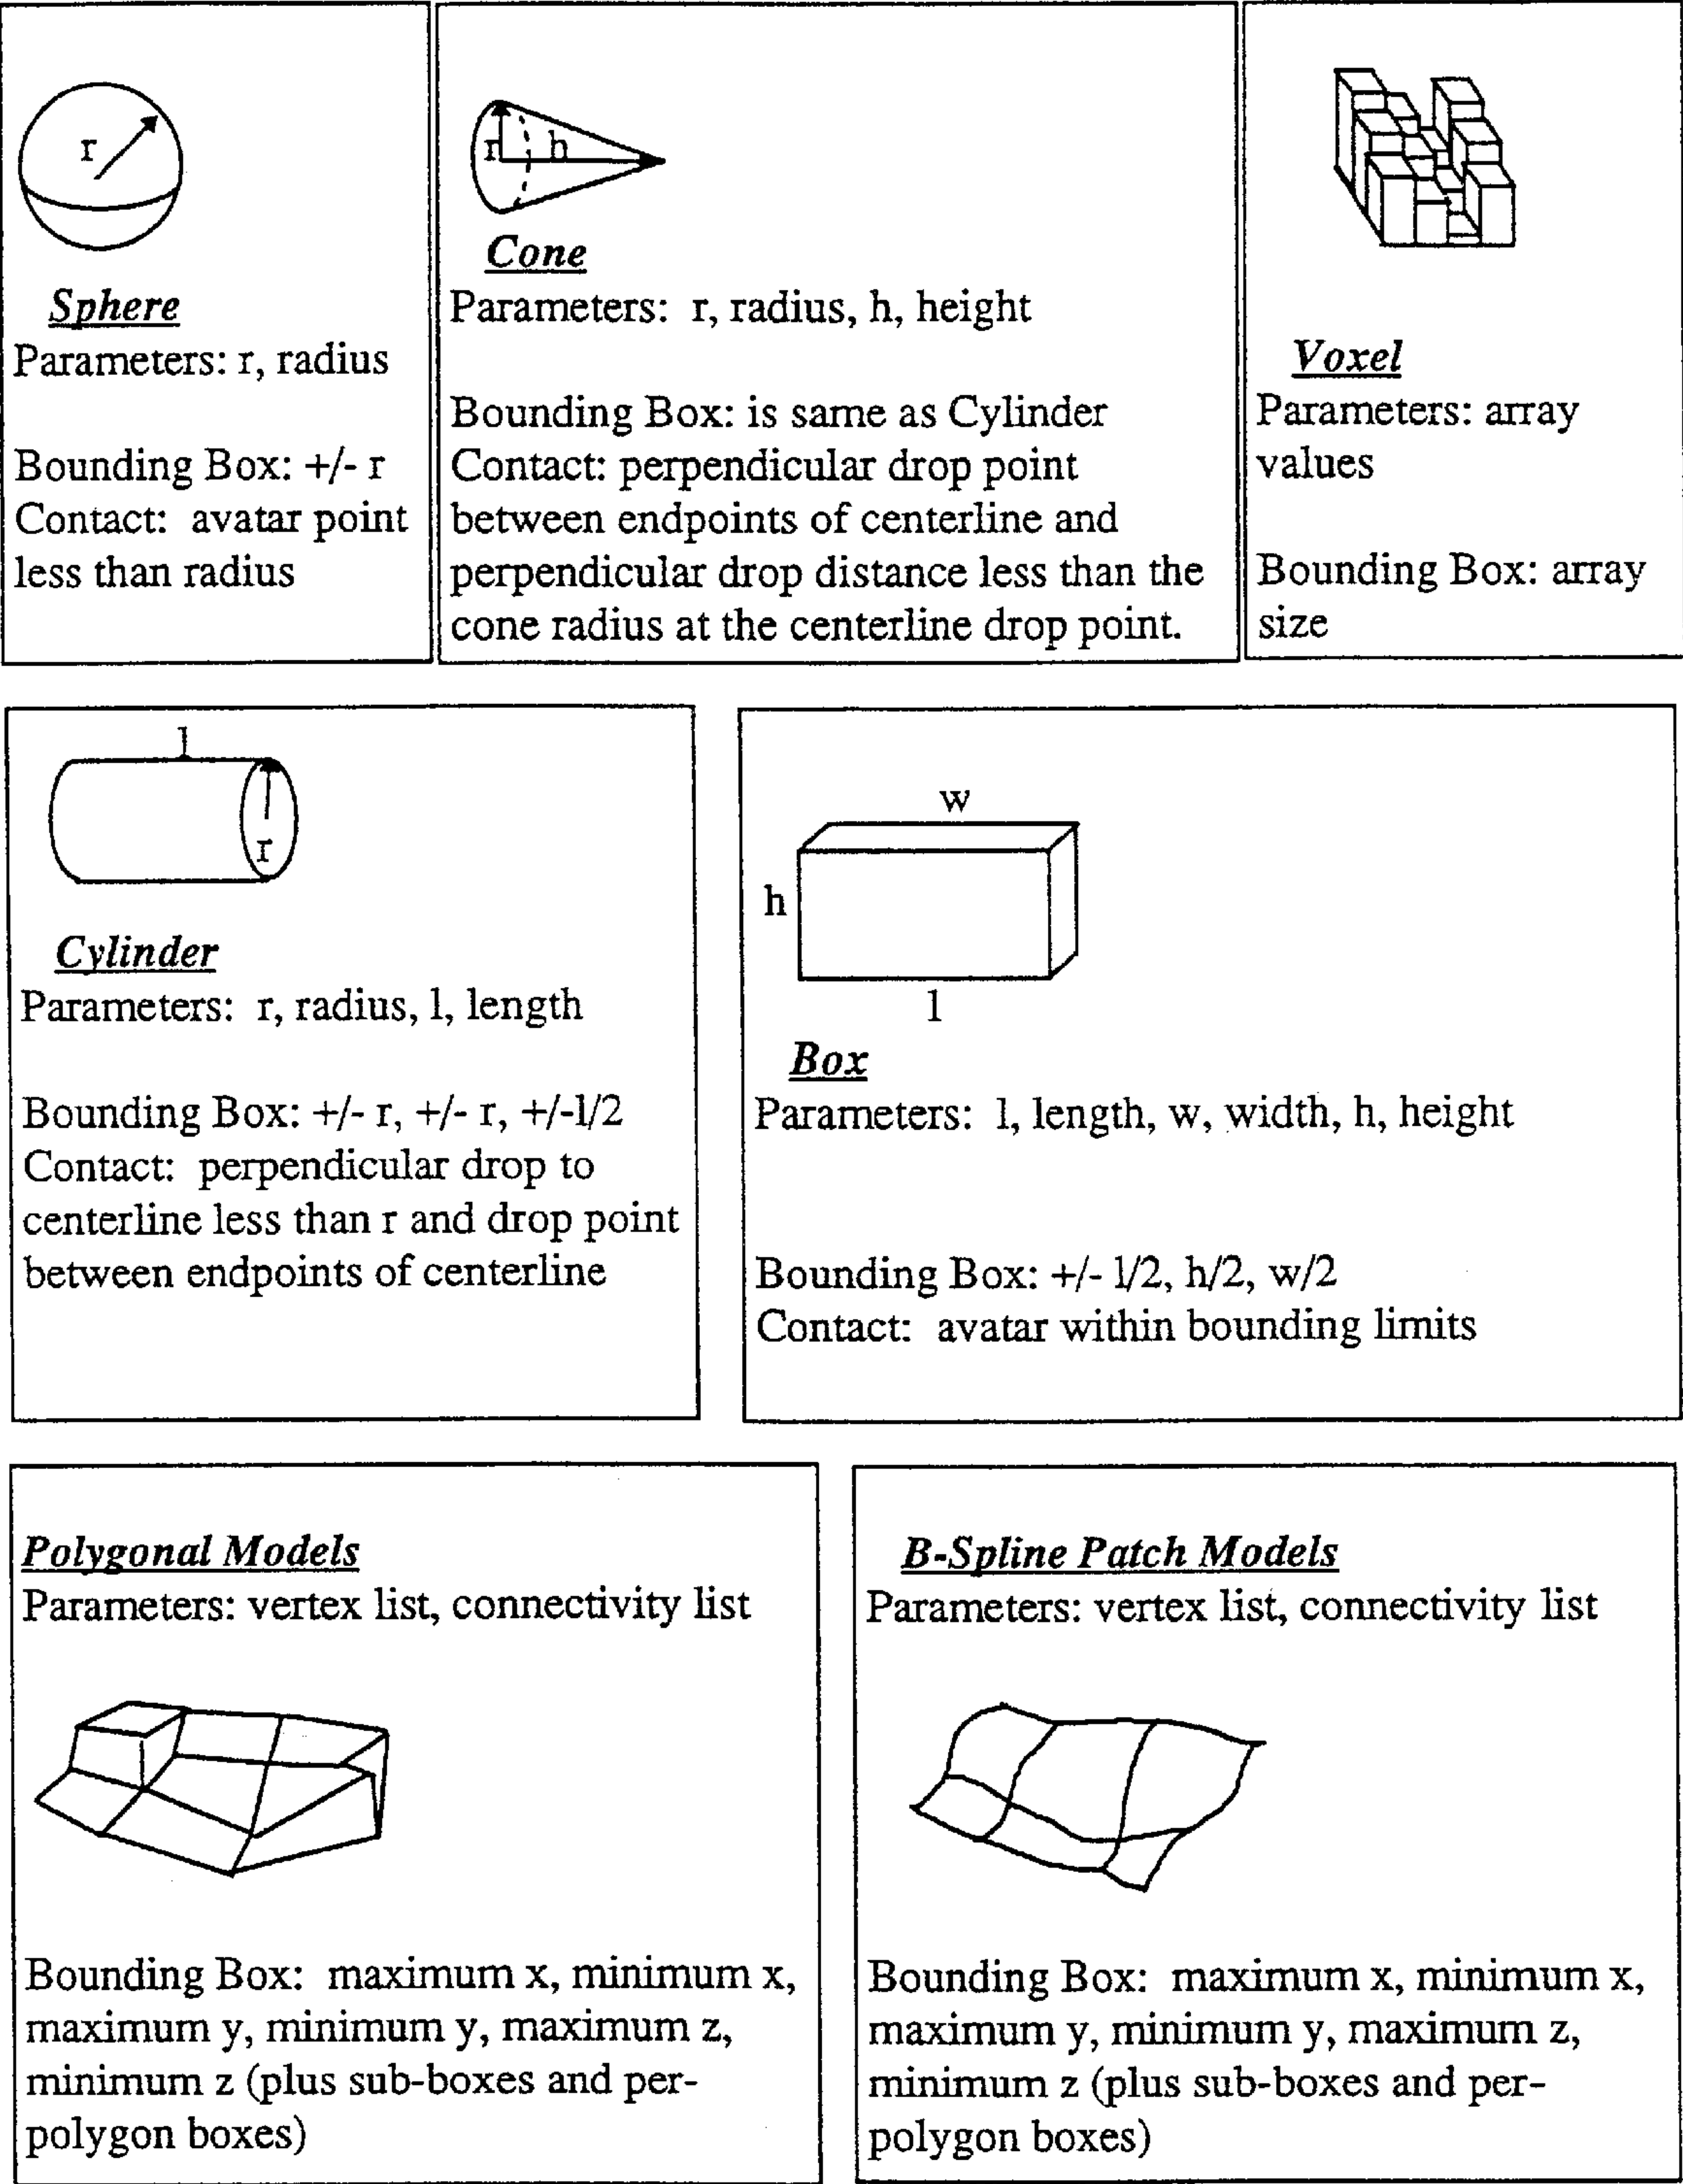 r
Sphere
Parameters: r, radius
Bounding Box: +/- r
Contact: avatar point
less than radius
r h
Cone
Parameters: r, radius, h, height
Bounding Box: is same as Cylinder
Contact: perpendicular drop point
between endpoints of centerline and
perpendicular drop distance less than the
cone radius at the centerline drop point.
Voxel
Parameters: array
values
Bounding Box: array
size
l
r
Cylinder
Parameters: r, radius, l, length
Bounding Box: +/- r, +/- r, +/-l/2
Contact: perpendicular drop to
centerline less than r and drop point
between endpoints of centerline
w
h
l
Box
Parameters: l, length, w, width, h, height
Bounding Box: +/- l/2, h/2, w/2
Contact: avatar within bounding limits
Polygonal Models
Parameters: vertex list, connectivity list
Bounding Box: maximum x, minimum x,
maximum y, minimum y, maximum z,
minimum z (plus sub-boxes and per-
polygon boxes)
B-Spline Patch Models
Parameters: vertex list, connectivity list
Bounding Box: maximum x, minimum x,
maximum y, minimum y, maximum z,
minimum z (plus sub-boxes and per-
polygon boxes)